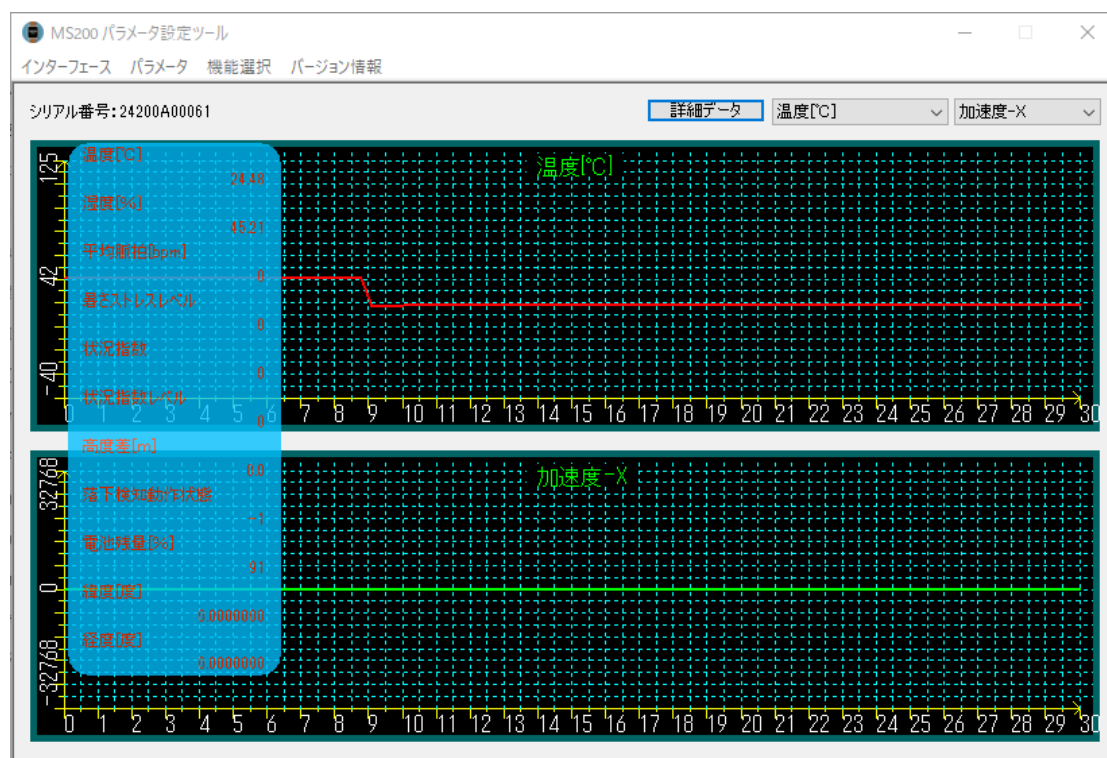 MS200 パラメータ設定ツール
インターフェース パラメータ 機能選択 バージョン情報
シリアル番号:24200A00061
詳細データ 温度[℃] 加速度-X
温度[℃]
125
42
-40
0 1 2 3 4 5 6 7 8 9 10 11 12 13 14 15 16 17 18 19 20 21 22 23 24 25 26 27 28 29 30
温度[℃]
24.48
湿度[%]
45.21
平均脈拍[bpm]
0
暑さストレスレベル
0
状況指数
0
状況指数レベル
0
高度差[m]
0.0
落下検知動作状態
-1
電池残量[%]
91
緯度[度]
0.0000000
経度[度]
0.0000000
加速度-X
32768
0
-32768
0 1 2 3 4 5 6 7 8 9 10 11 12 13 14 15 16 17 18 19 20 21 22 23 24 25 26 27 28 29 30